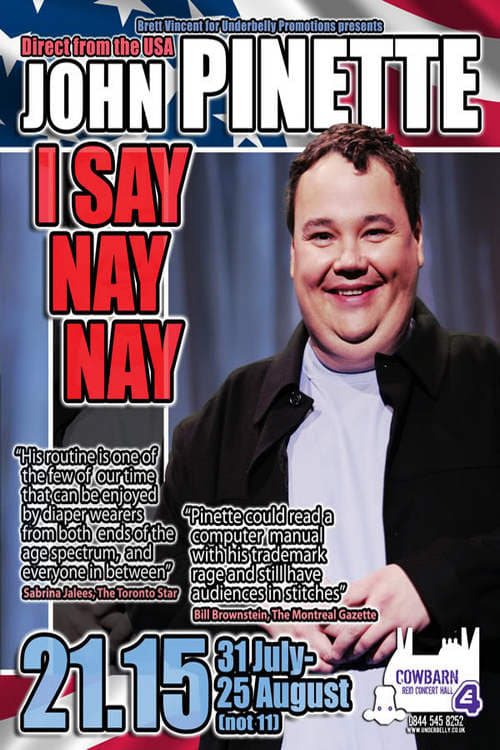 Brett Vincent for Underbelly Promotions presents
Direct from the USA
JOHN PINETTE
I SAY
NAY
NAY
“His routine is one of
the few of our time
that can be enjoyed
by diaper wearers
from both ends of the
age spectrum, and
everyone in between”
Sabrina Jalees, The Toronto Star
“Pinette could read a
computer manual
with his trademark
rage and still have
audiences in stitches”
Bill Brownstein, The Montreal Gazette
21.15
31 July-
25 August
(not 11)
COWBARN
REID CONCERT HALL
E4
0844 545 8252
WWW.UNDERBELLY.CO.UK